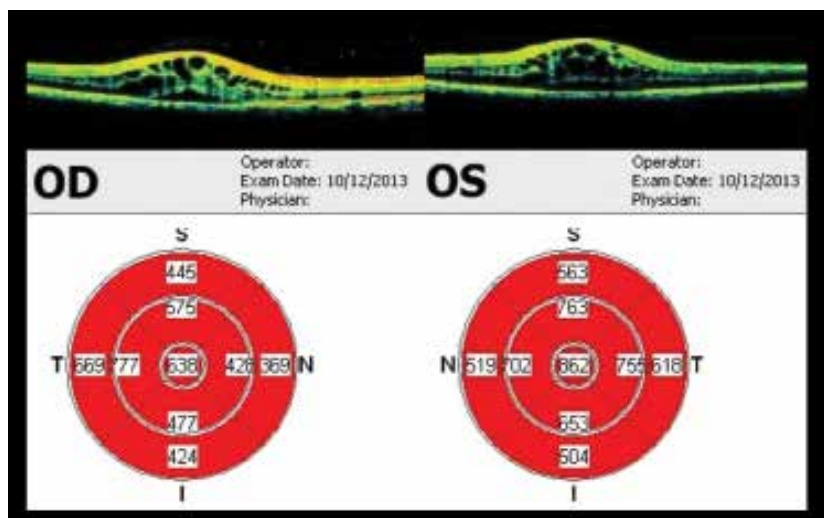 OD
Operator:
Exam Date: 10/12/2013
Physician:
OS
Operator:
Exam Date: 10/12/2013
Physician:
S
445
575
T 669 777 638 426 369 N
477
424
I
S
563
763
N 519 702 862 755 618 T
653
504
I